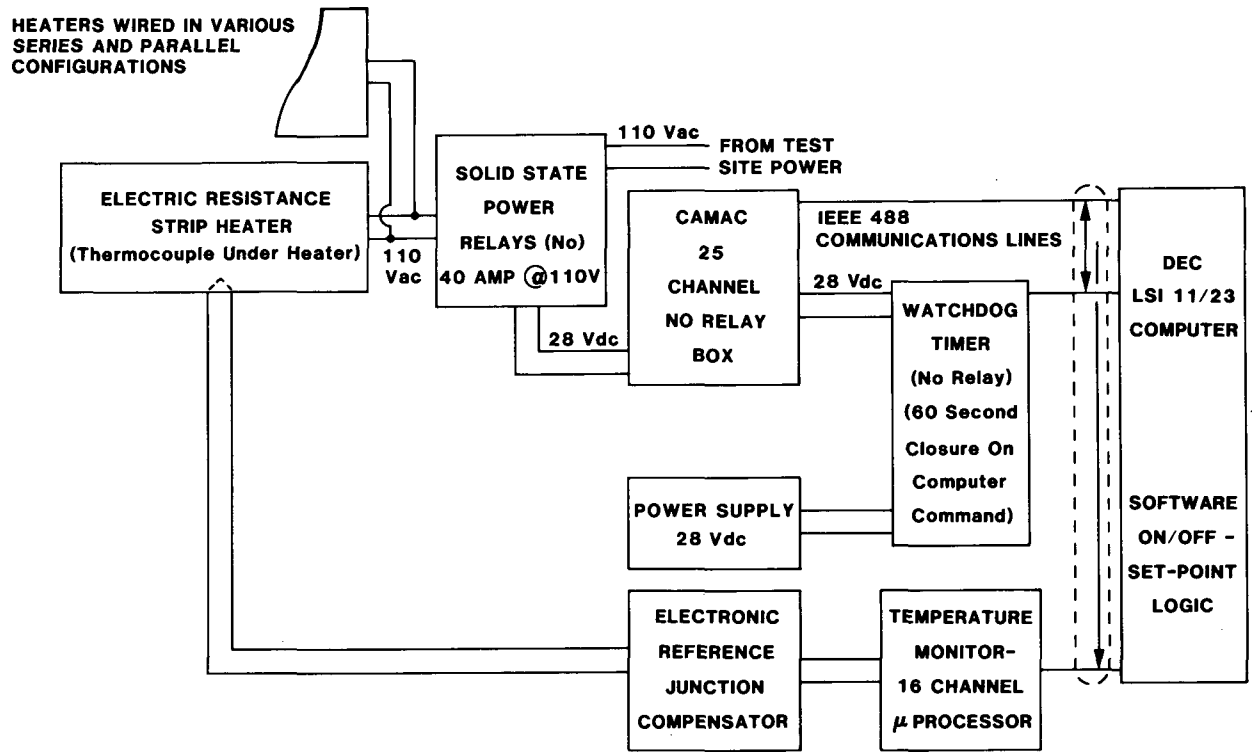 HEATERS WIRED IN VARIOUS
SERIES AND PARALLEL
CONFIGURATIONS
ELECTRIC RESISTANCE
STRIP HEATER
(Thermocouple Under Heater)
110
Vac
SOLID STATE
POWER
RELAYS (No)
40 AMP @110V
110 Vac
FROM TEST
SITE POWER
28 Vdc
CAMAC
25
CHANNEL
NO RELAY
BOX
IEEE 488
COMMUNICATIONS LINES
28 Vdc
WATCHDOG
TIMER
(No Relay)
(60 Second
Closure On
Computer
Command)
POWER SUPPLY
28 Vdc
DEC
LSI 11/23
COMPUTER
SOFTWARE
ON/OFF -
SET-POINT
LOGIC
ELECTRONIC
REFERENCE
JUNCTION
COMPENSATOR
TEMPERATURE
MONITOR-
16 CHANNEL
μ PROCESSOR